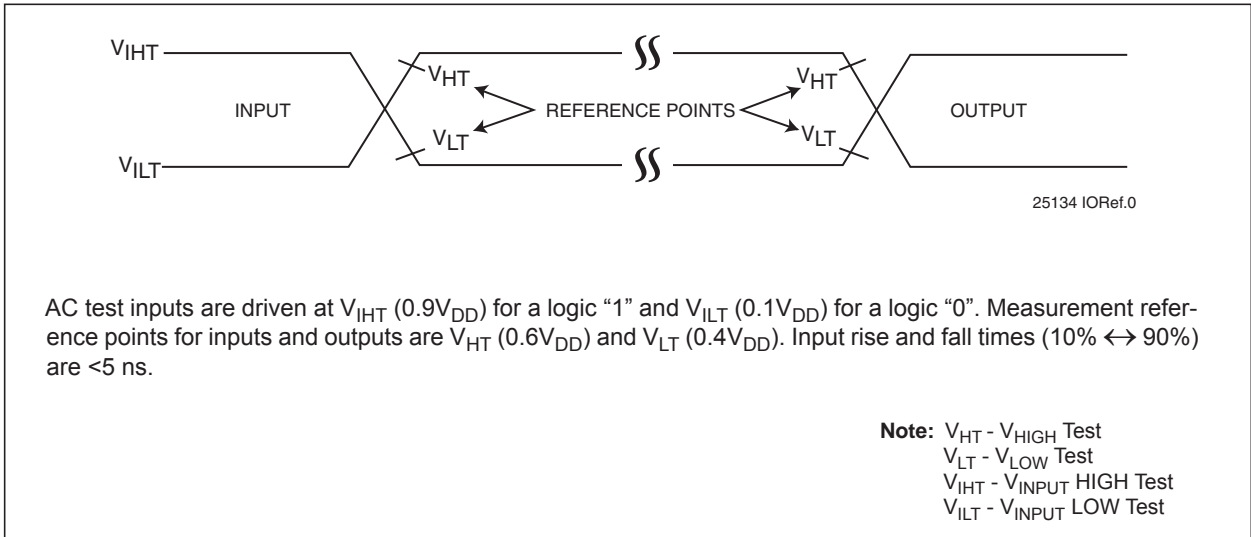 VIHT
VHT
VHT
INPUT
REFERENCE POINTS
OUTPUT
VLT
VLT
VILT
25134 IORef.0
AC test inputs are driven at VIHT (0.9VDD) for a logic “1” and VILT (0.1VDD) for a logic “0”. Measurement refer-
ence points for inputs and outputs are VHT (0.6VDD) and VLT (0.4VDD). Input rise and fall times (10% ↔ 90%)
are <5 ns.
Note: VHT - VHIGH Test
VLT - VLOW Test
VIHT - VINPUT HIGH Test
VILT - VINPUT LOW Test